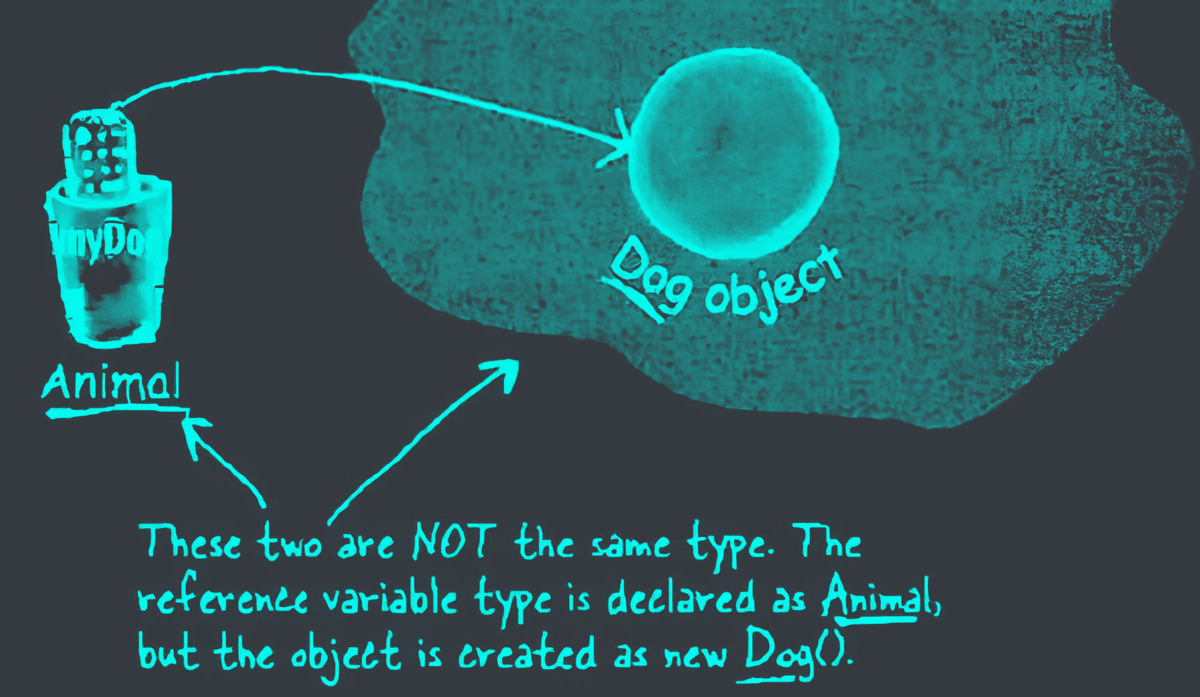 myDo
Dog object
Animal
These two are NOT the same type. The
reference variable type is declared as Animal,
but the object is created as new Dog().